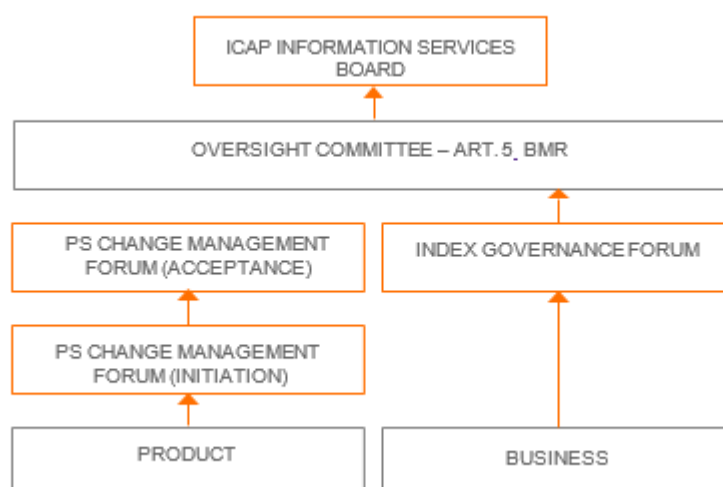 ICAP INFORMATION SERVICES
BOARD
OVERSIGHT COMMITTEE – ART. 5, BMR
PS CHANGE MANAGEMENT
FORUM (ACCEPTANCE)
INDEX GOVERNANCE FORUM
PS CHANGE MANAGEMENT
FORUM (INITIATION)
PRODUCT
BUSINESS